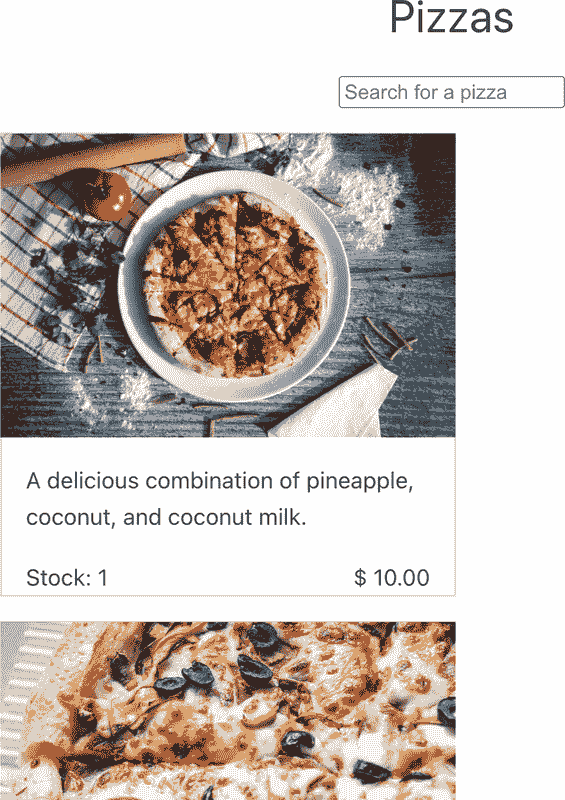 Pizzas
Search for a pizza
A delicious combination of pineapple,
coconut, and coconut milk.
Stock: 1
$ 10.00